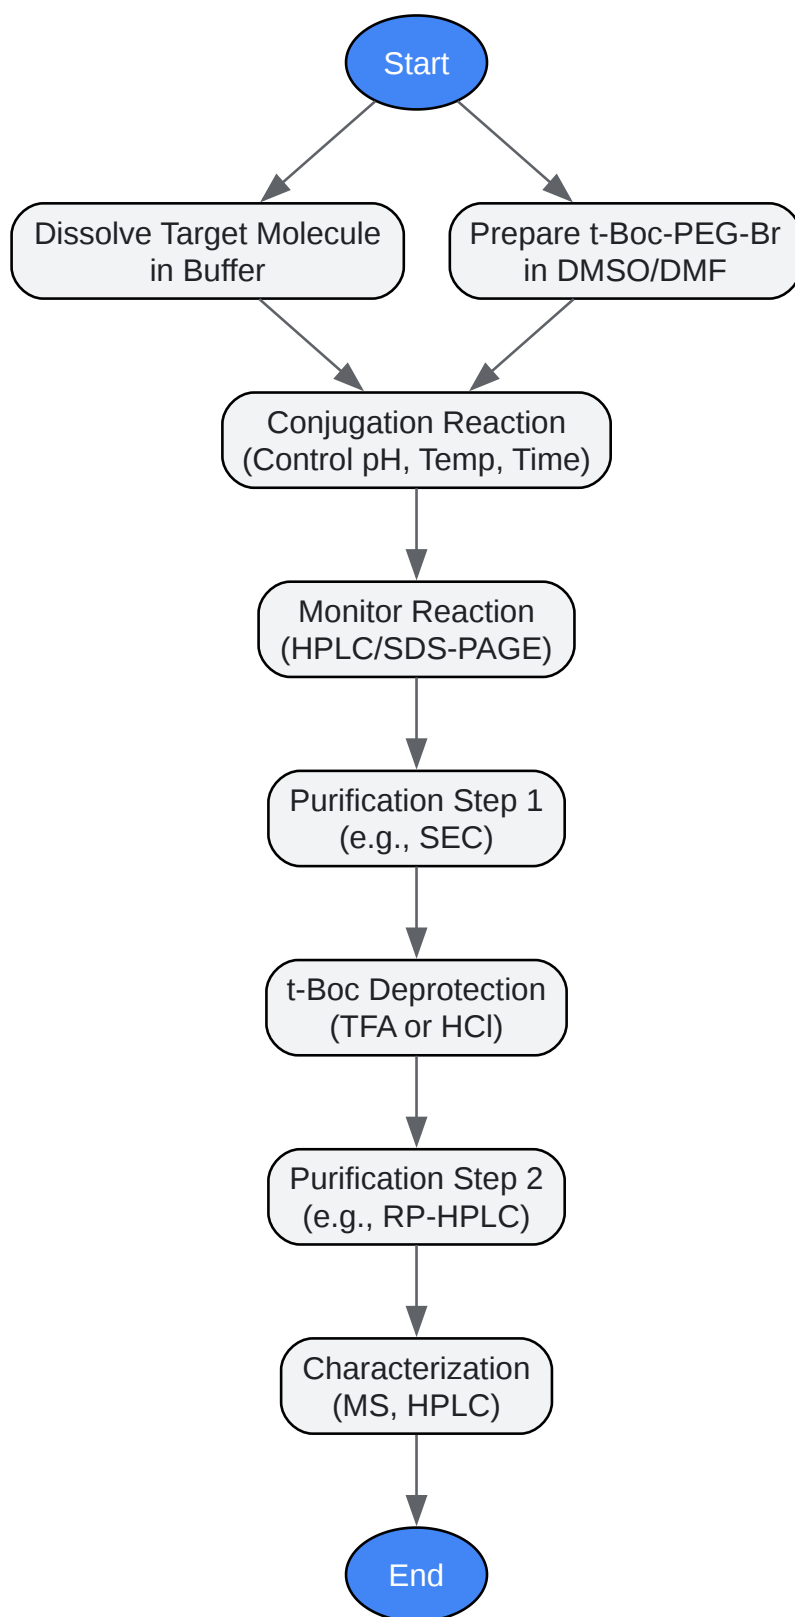 Start
Dissolve Target Molecule
in Buffer
Prepare t-Boc-PEG-Br
in DMSO/DMF
Conjugation Reaction
(Control pH, Temp, Time)
Monitor Reaction
(HPLC/SDS-PAGE)
Purification Step 1
(e.g., SEC)
t-Boc Deprotection
(TFA or HCl)
Purification Step 2
(e.g., RP-HPLC)
Characterization
(MS, HPLC)
End